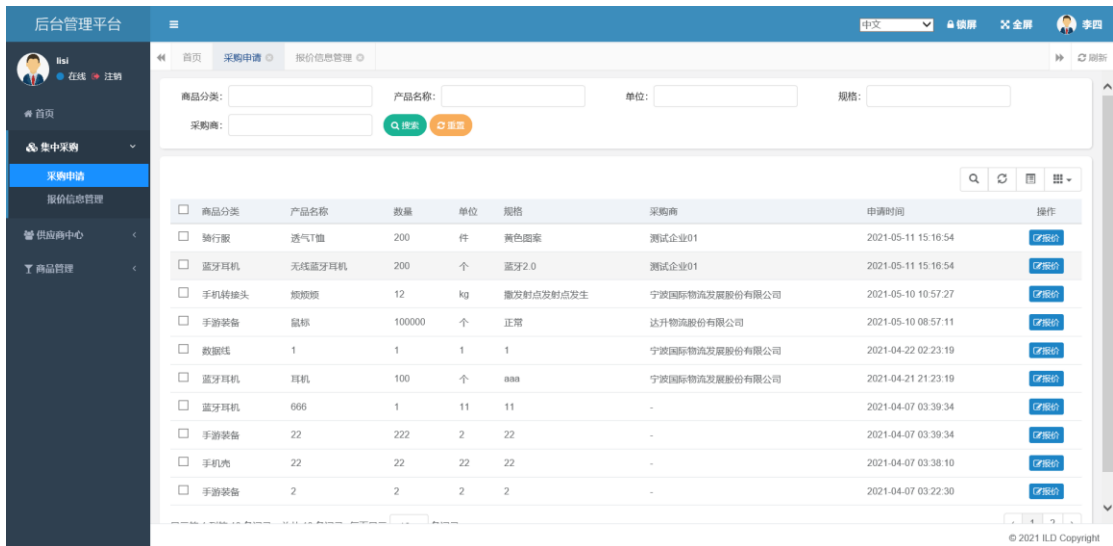 后台管理平台 中文 锁屏 全屏 李四
lisi
在线 注销
首页 采购申请 报价信息管理 刷新
商品分类: 产品名称: 单位: 规格:
采购商: 搜索 重置
首页
集中采购
采购申请
报价信息管理
供应商中心
商品管理
商品分类 产品名称 数量 单位 规格 采购商 申请时间 操作
骑行服 透气T恤 200 件 黄色图案 测试企业01 2021-05-11 15:16:54 报价
蓝牙耳机 无线蓝牙耳机 200 个 蓝牙2.0 测试企业01 2021-05-11 15:16:54 报价
手机转接头 烦烦烦 12 kg 撒发射点发射点发生 宁波国际物流发展股份有限公司 2021-05-10 10:57:27 报价
手游装备 鼠标 100000 个 正常 达升物流股份有限公司 2021-05-10 08:57:11 报价
数据线 1 1 1 1 宁波国际物流发展股份有限公司 2021-04-22 02:23:19 报价
蓝牙耳机 耳机 100 个 aaa 宁波国际物流发展股份有限公司 2021-04-21 21:23:19 报价
蓝牙耳机 666 1 11 11 - 2021-04-07 03:39:34 报价
手游装备 22 222 2 22 - 2021-04-07 03:39:34 报价
手机壳 22 22 22 22 - 2021-04-07 03:38:10 报价
手游装备 2 2 2 2 - 2021-04-07 03:22:30 报价
1 2
© 2021 ILD Copyright